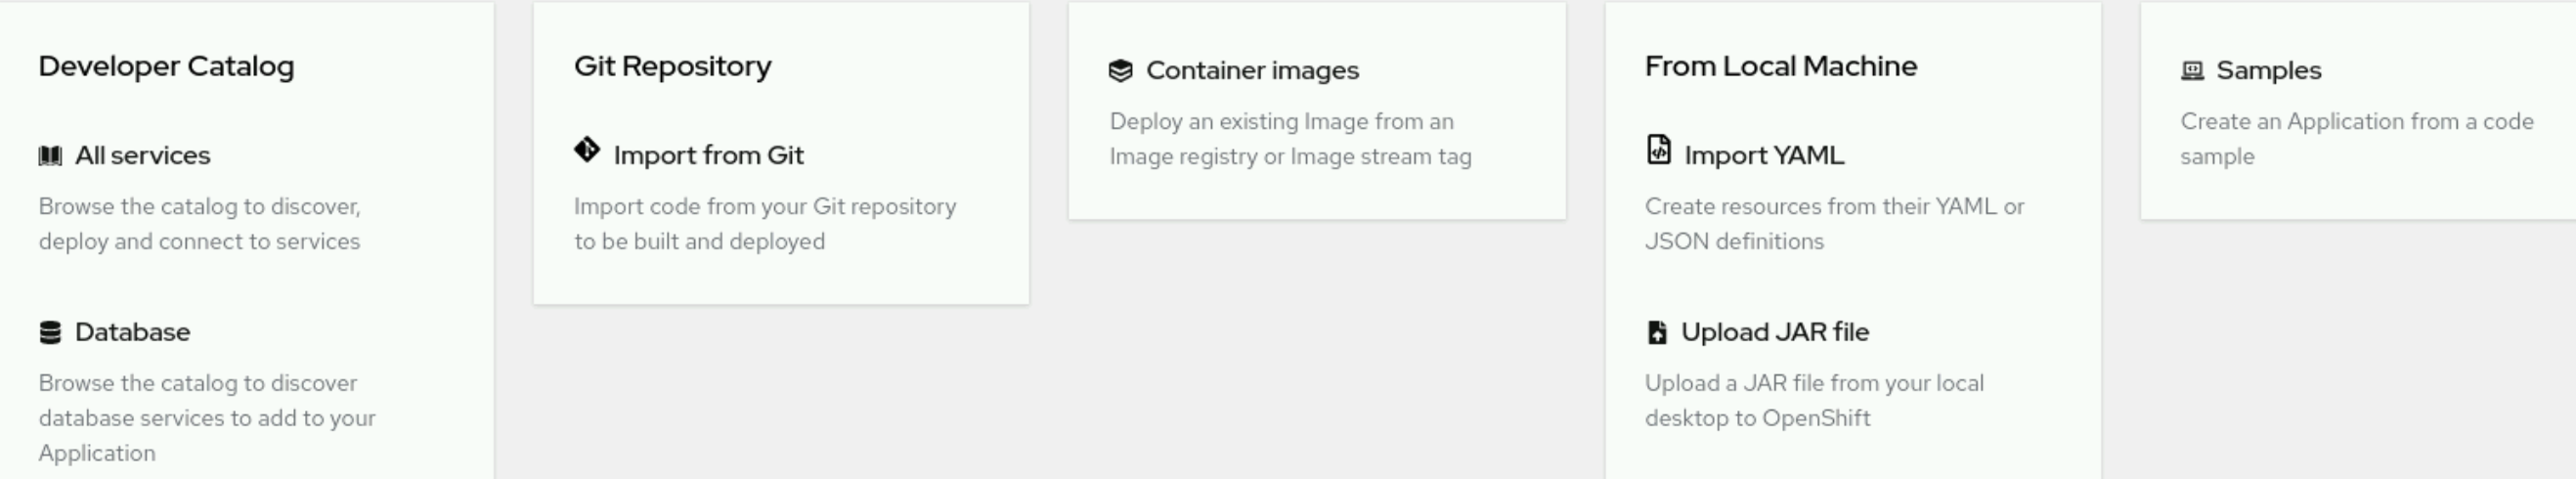 Developer Catalog
All services
Browse the catalog to discover,
deploy and connect to services
Database
Browse the catalog to discover
database services to add to your
Application
Git Repository
Import from Git
Import code from your Git repository
to be built and deployed
Container images
Deploy an existing Image from an
Image registry or Image stream tag
From Local Machine
Import YAML
Create resources from their YAML or
JSON definitions
Upload JAR file
Upload a JAR file from your local
desktop to OpenShift
Samples
Create an Application from a code
sample